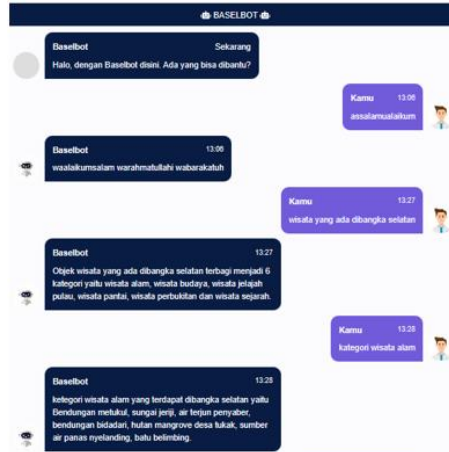 BASELBOT
Baselbot Sekarang
Halo, dengan Baselbot disini. Ada yang bisa dibantu?
Kamu 13:06
assalamualaikum
Baselbot 13:06
waalaikumsalam warahmatullahi wabarakatuh
Kamu 13:27
wisata yang ada dibangka selatan
Baselbot 13:27
Objek wisata yang ada dibangka selatan terbagi menjadi 6
kategori yaitu wisata alam, wisata budaya, wisata jelajah
pulau, wisata pantai, wisata perbukitan dan wisata sejarah.
Kamu 13:28
kategori wisata alam
Baselbot 13:28
ketegori wisata alam yang terdapat dibangka selatan yaitu
Bendungan metukul, sungai jeriji, air terjun penyaber,
bendungan bidadari, hutan mangrove desa tukak, sumber
air panas nyelanding, batu belimbing.